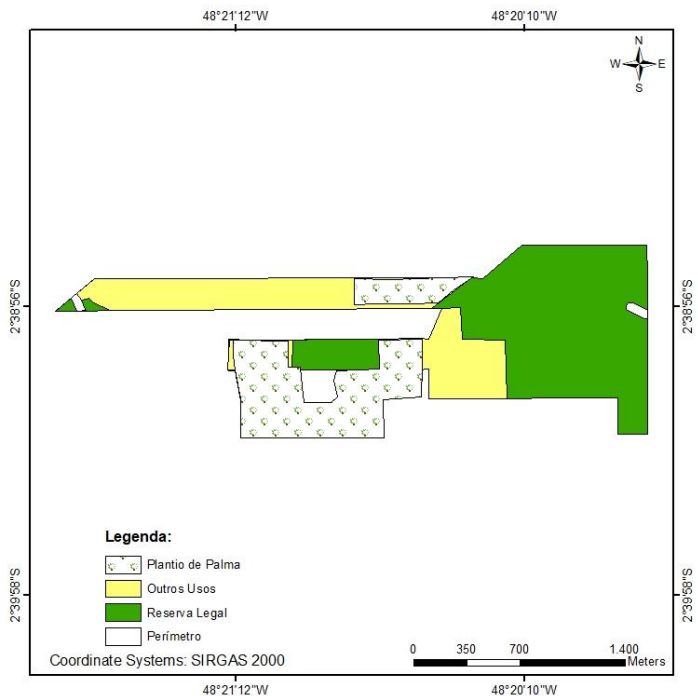 48°21'12"W
48°20'10"W
N
W
E
S
2°38'56"S
2°38'56"S
Legenda:
Plantio de Palma
Outros Usos
Reserva Legal
Perímetro
2°39'58"S
2°39'58"S
Coordinate Systems: SIRGAS 2000
0 350 700 1.400
Meters
48°21'12"W
48°20'10"W